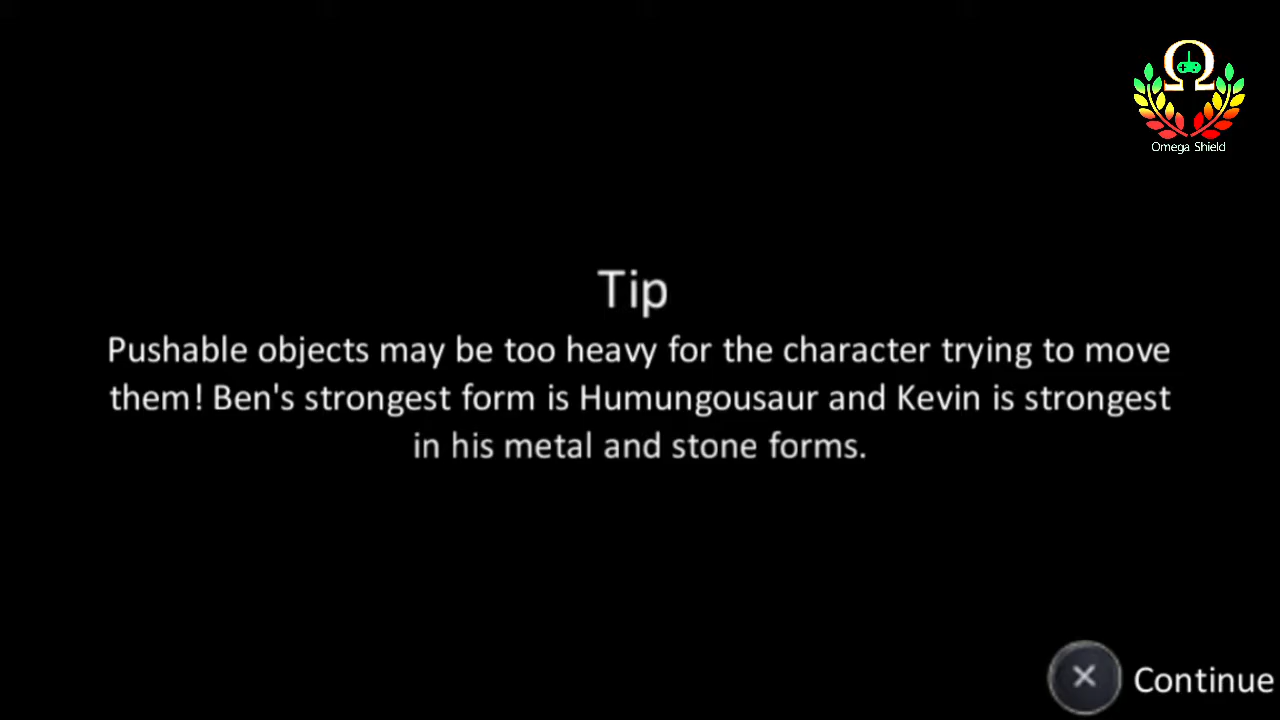 Ω
Omega Shield
Tip
Pushable objects may be too heavy for the character trying to move
them! Ben's strongest form is Humungousaur and Kevin is strongest
in his metal and stone forms.
Continue